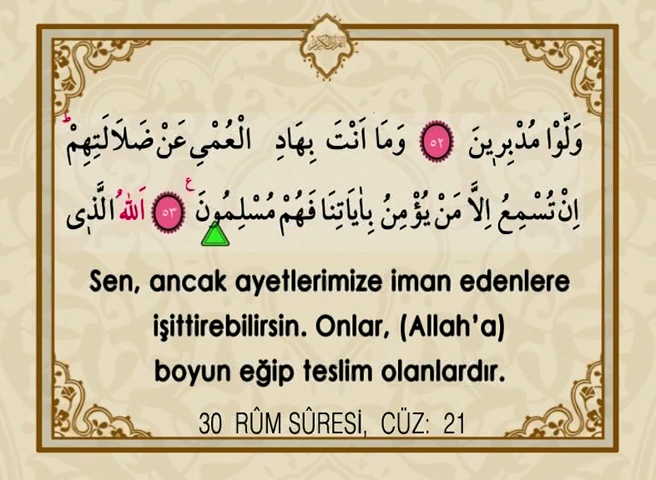 وَلَّوْا مُدْبِرٖينَ ﴿٥٢﴾ وَمَا اَنْتَ بِهَادِ الْعُمْيِ عَنْ ضَلَالَتِهِمْۜ
اِنْ تُسْمِعُ اِلَّا مَنْ يُؤْمِنُ بِاٰيَاتِنَا فَهُمْ مُسْلِمُونَ ࣖ ﴿٥٣﴾ اَللّٰهُ الَّذٖى
Sen, ancak ayetlerimize iman edenlere
işittirebilirsin. Onlar, (Allah'a)
boyun eğip teslim olanlardır.
30 RÛM SÛRESİ, CÜZ: 21